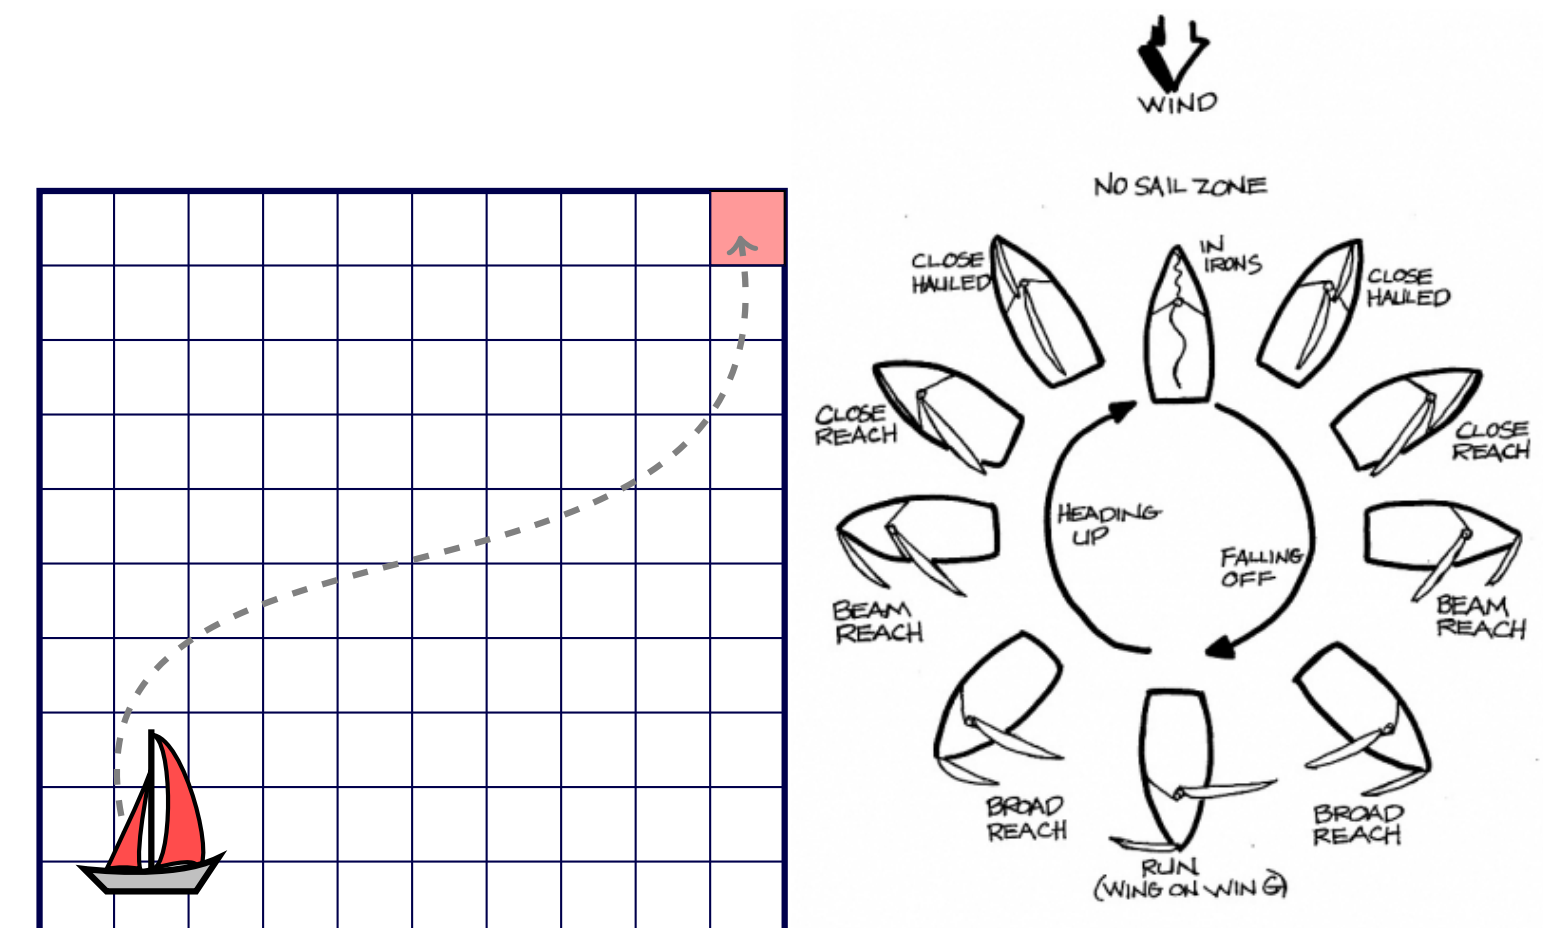 WIND
NO SAIL ZONE
IN
IRONS
CLOSE
HAULED
CLOSE
HAULED
CLOSE
REACH
CLOSE
REACH
HEADING
UP
FALLING
OFF
BEAM
REACH
BEAM
REACH
BROAD
REACH
BROAD
REACH
RUN
(WING ON WING)